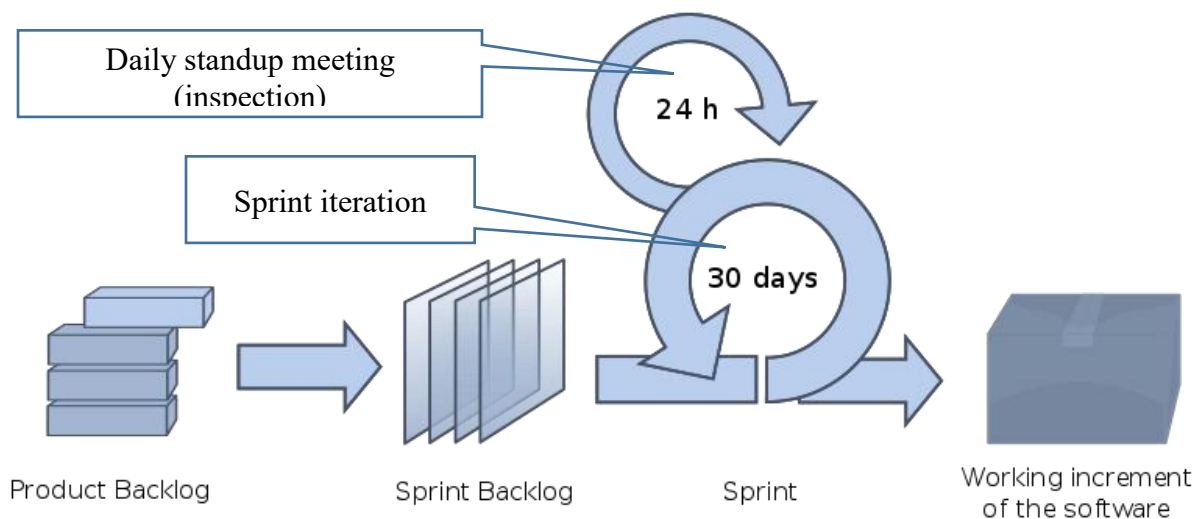 Daily standup meeting
(inspection)
24 h
Sprint iteration
30 days
Product Backlog
Sprint Backlog
Sprint
Working increment
of the software